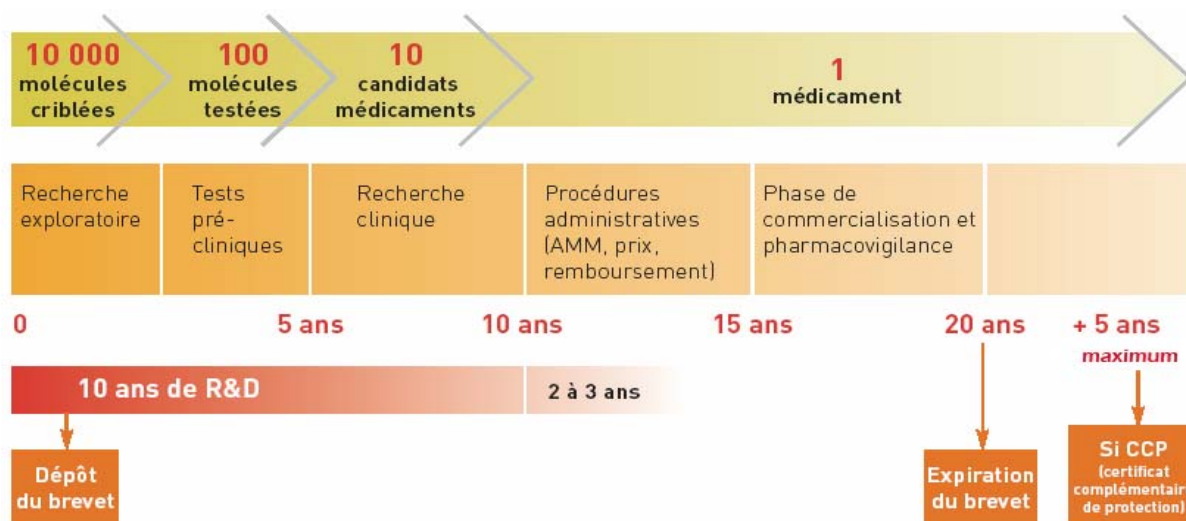 10 000
molécules
criblées
100
molécules
testées
10
candidats
médicaments
1
médicament
Recherche
exploratoire
Tests
pré-
cliniques
Recherche
clinique
Procédures
administratives
(AMM, prix,
remboursement)
Phase de
commercialisation et
pharmacovigilance
0
5 ans
10 ans
15 ans
20 ans
+ 5 ans
maximum
10 ans de R&D
2 à 3 ans
Dépôt
du brevet
Expiration
du brevet
Si CCP
(certificat
complémentaire
de protection)